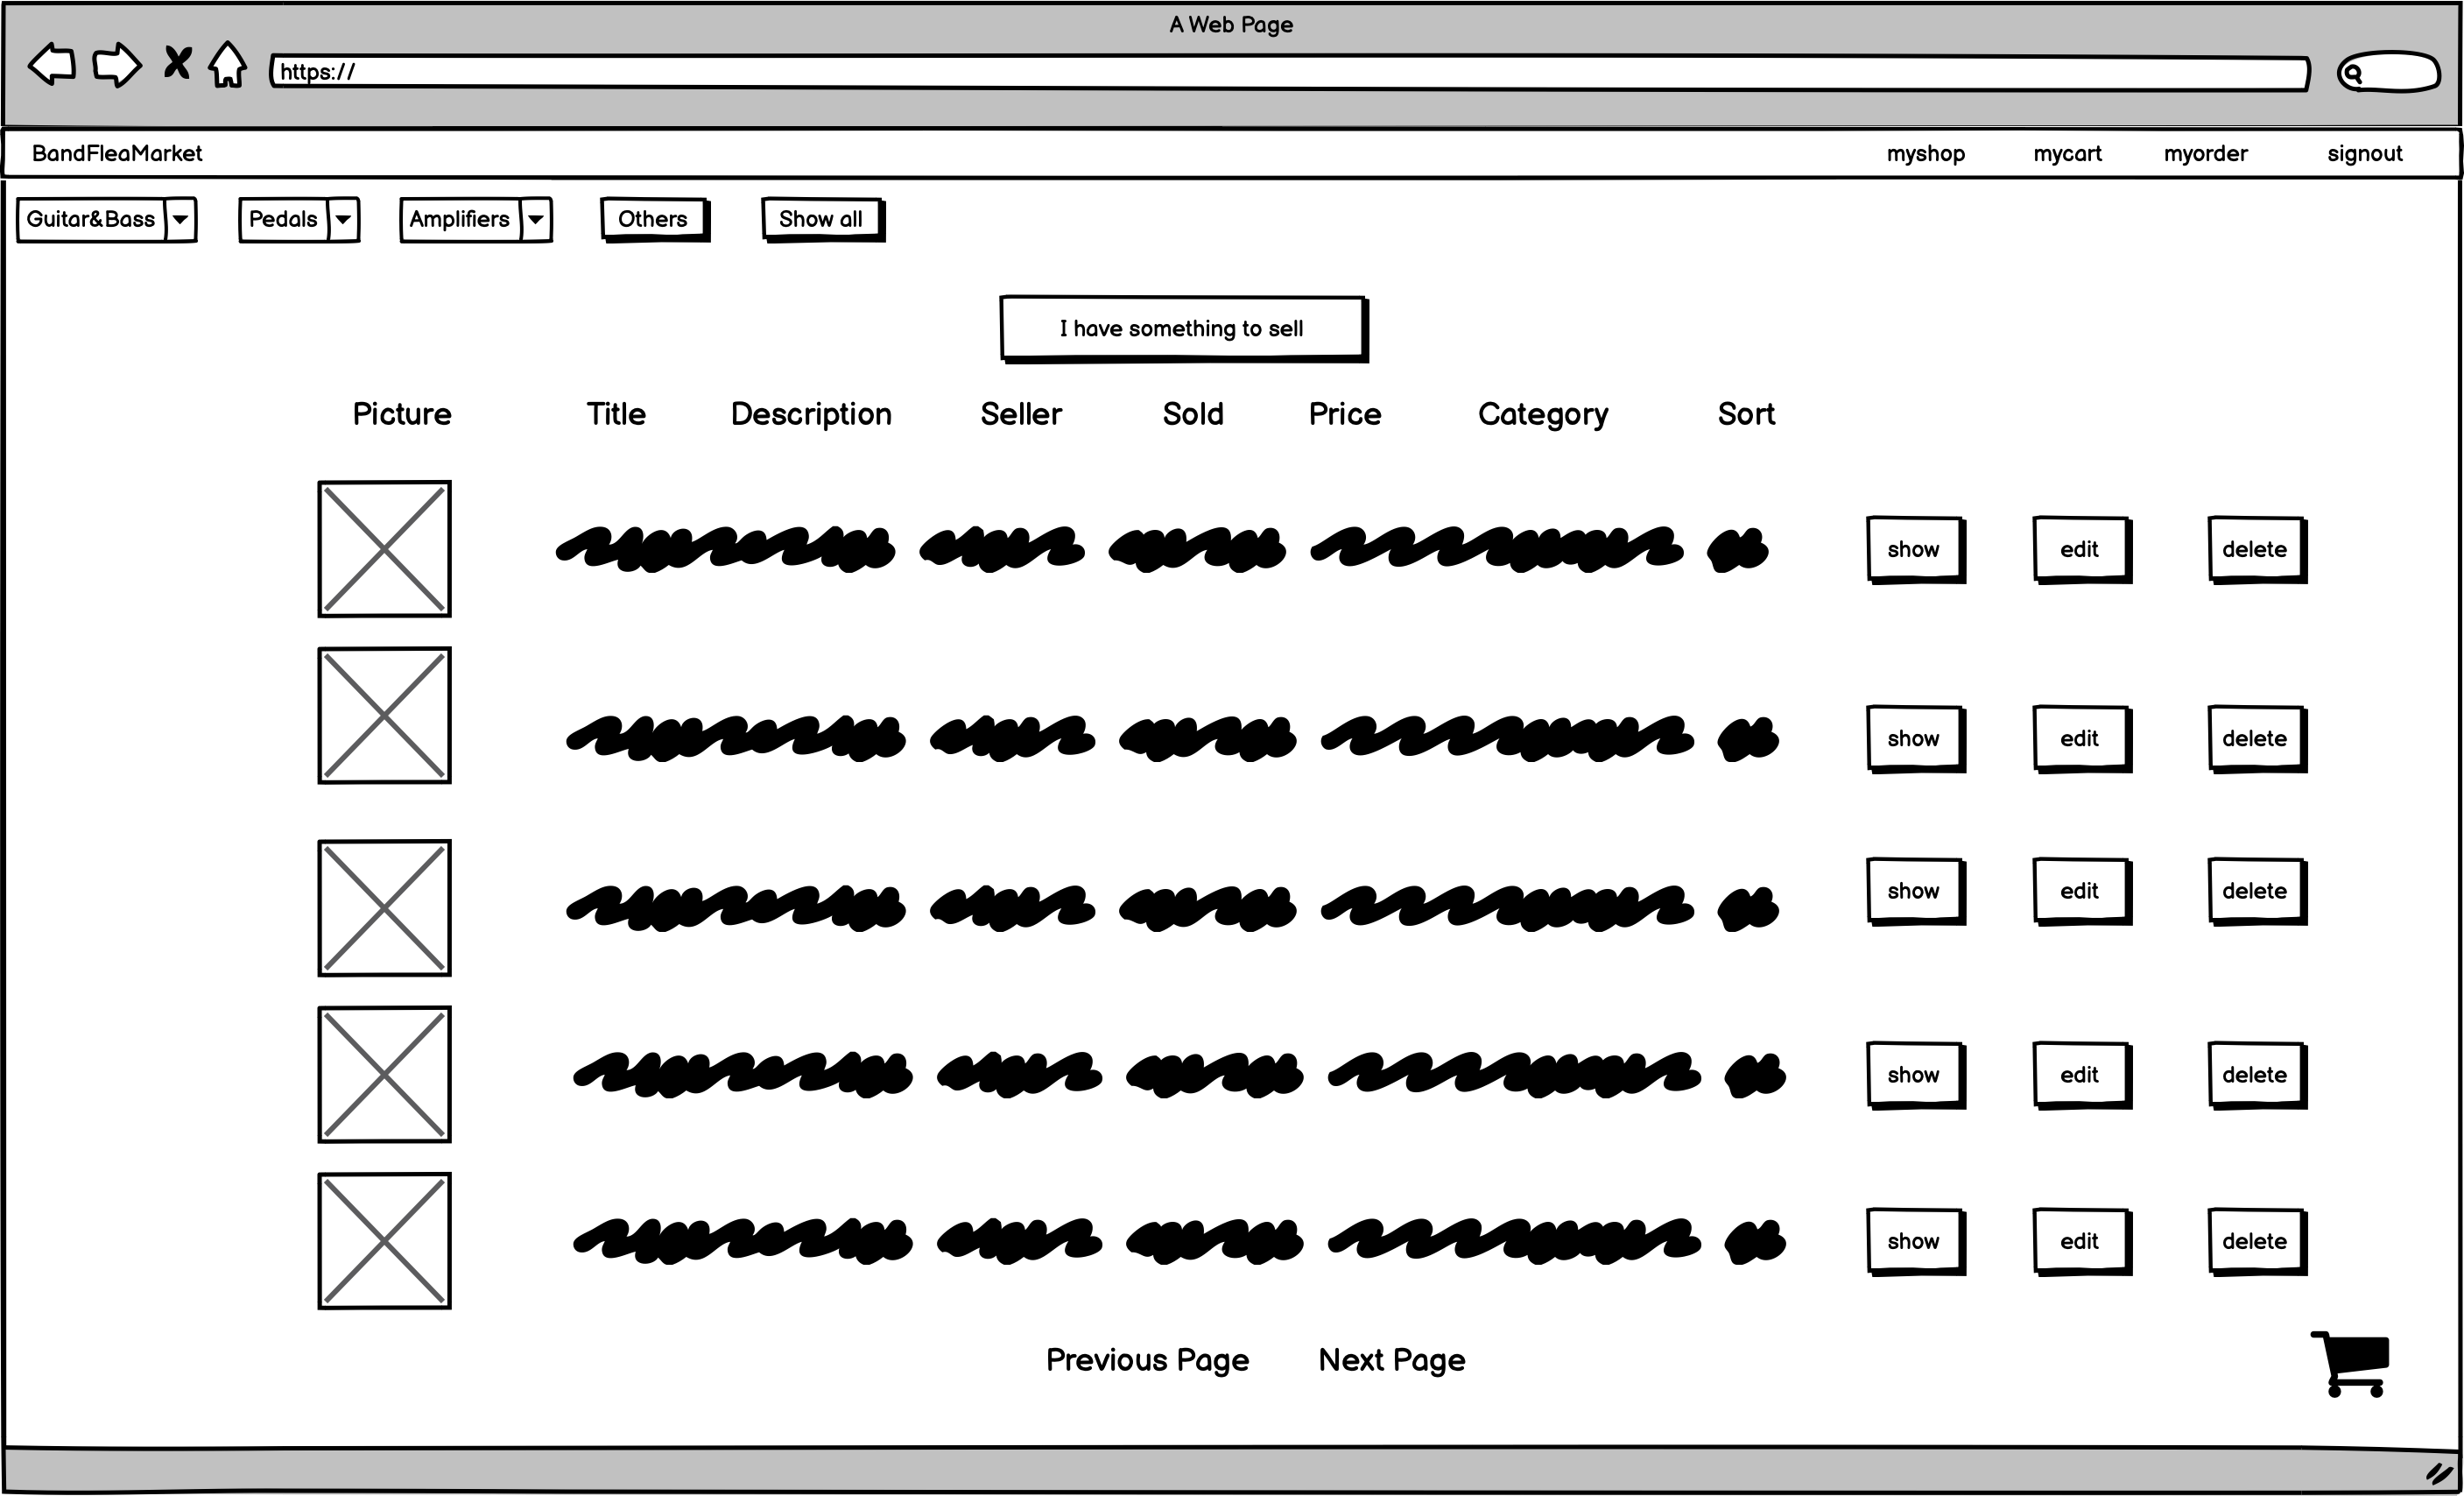 A Web Page
https://
BandFleaMarket myshop mycart myorder signout
Guitar&Bass Pedals Amplifiers Others Show all
I have something to sell
Picture Title Description Seller Sold Price Category Sort
show edit delete
show edit delete
show edit delete
show edit delete
show edit delete
Previous Page Next Page